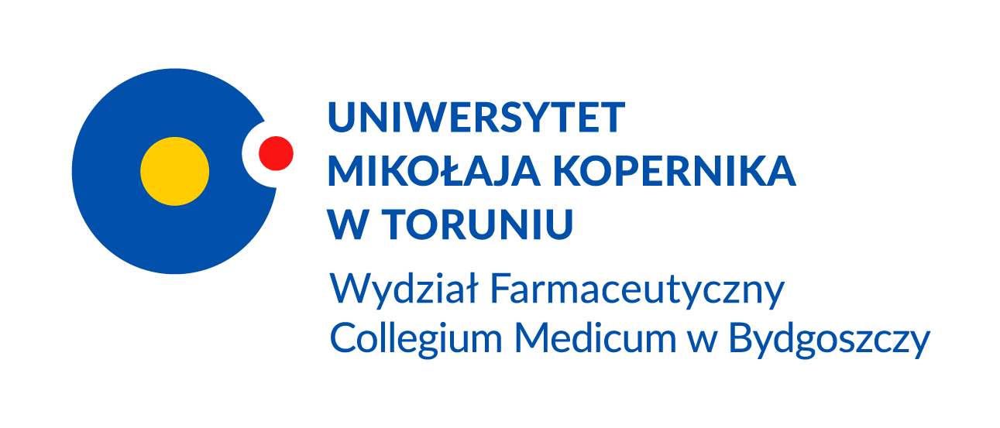 UNIWERSYTET
MIKOŁAJA KOPERNIKA
W TORUNIU
Wydział Farmaceutyczny
Collegium Medicum w Bydgoszczy